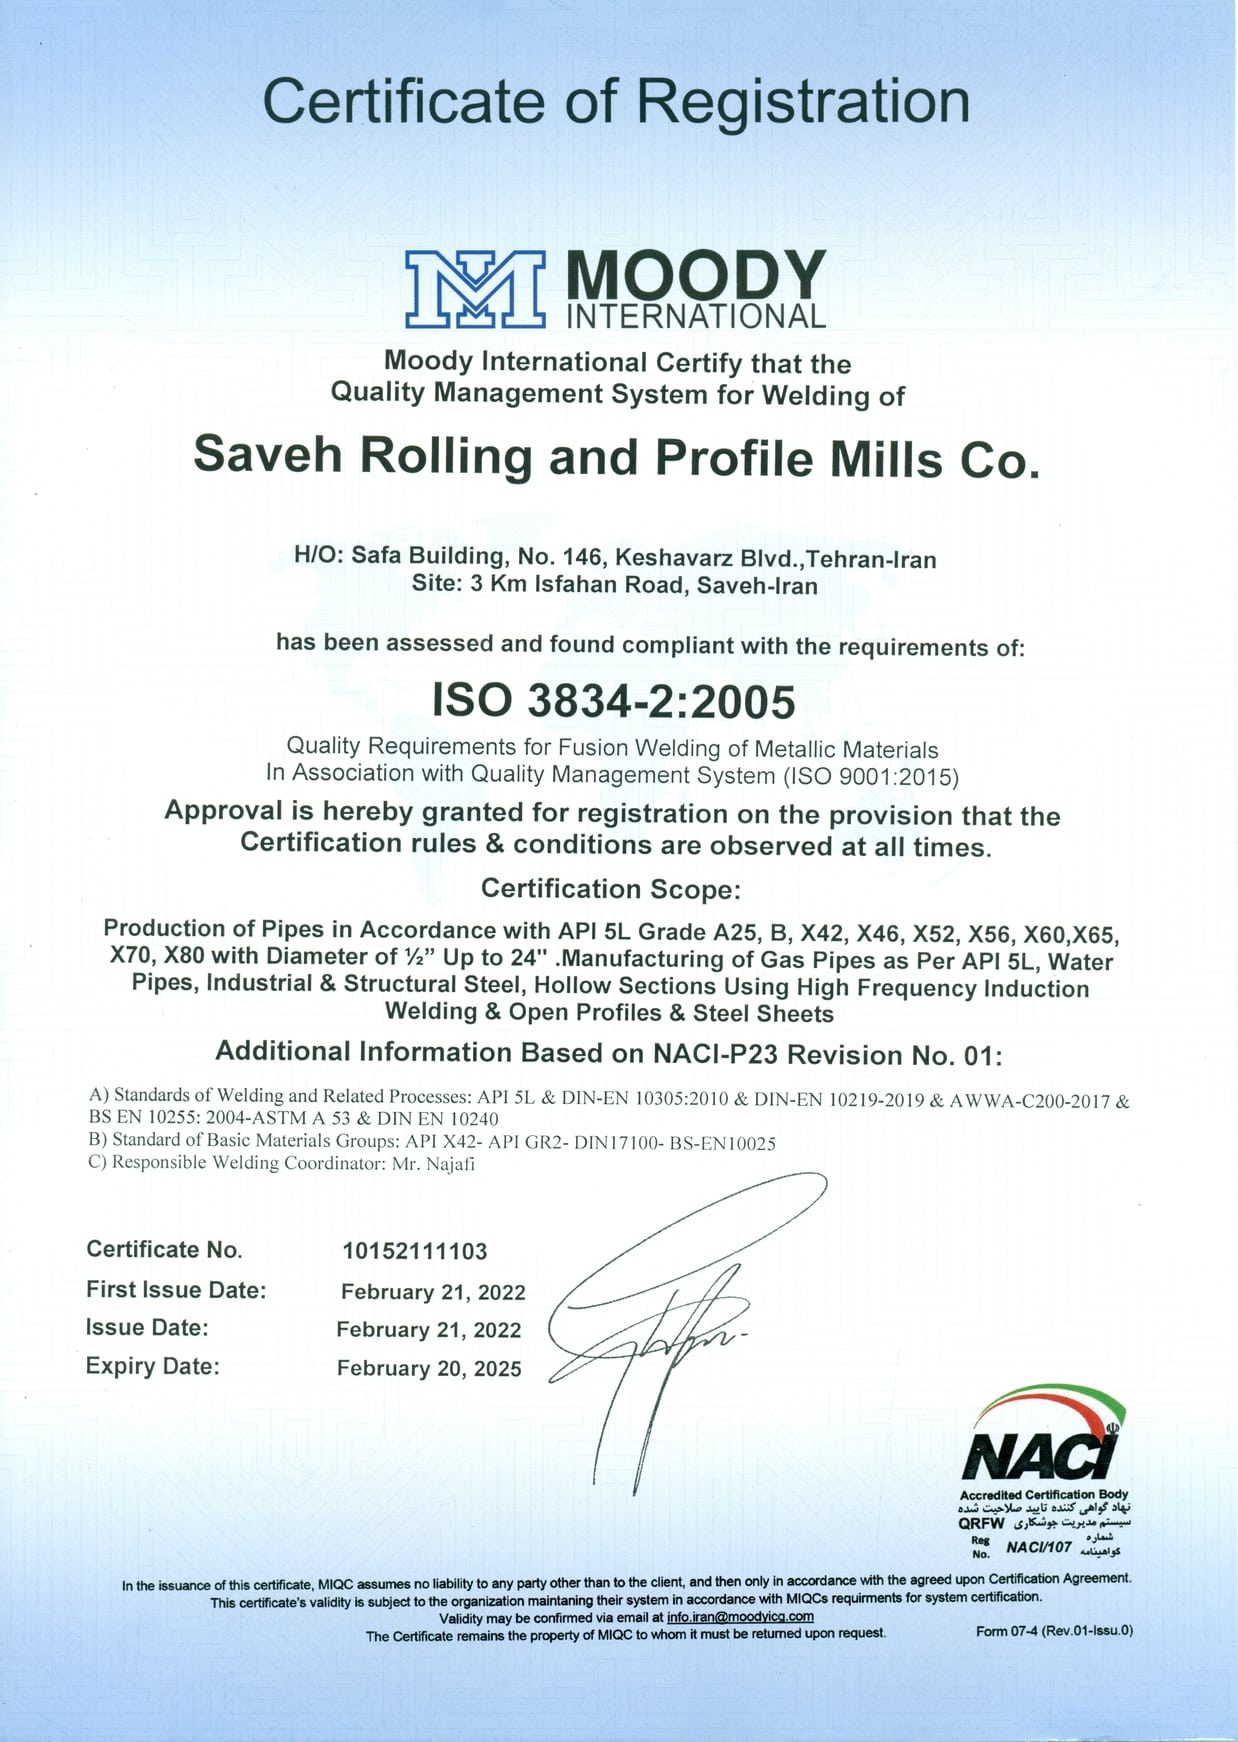 Certificate of Registration
MOODY
INTERNATIONAL
Moody International Certify that the
Quality Management System for Welding of
Saveh Rolling and Profile Mills Co.
H/O: Safa Building, No. 146, Keshavarz Blvd.,Tehran-Iran
Site: 3 Km Isfahan Road, Saveh-Iran
has been assessed and found compliant with the requirements of:
ISO 3834-2:2005
Quality Requirements for Fusion Welding of Metallic Materials
In Association with Quality Management System (ISO 9001:2015)
Approval is hereby granted for registration on the provision that the
Certification rules & conditions are observed at all times.
Certification Scope:
Production of Pipes in Accordance with API 5L Grade A25, B, X42, X46, X52, X56, X60,X65,
X70, X80 with Diameter of ½” Up to 24" .Manufacturing of Gas Pipes as Per API 5L, Water
Pipes, Industrial & Structural Steel, Hollow Sections Using High Frequency Induction
Welding & Open Profiles & Steel Sheets
Additional Information Based on NACI-P23 Revision No. 01:
A) Standards of Welding and Related Processes: API 5L & DIN-EN 10305:2010 & DIN-EN 10219-2019 & AWWA-C200-2017 &
BS EN 10255: 2004-ASTM A 53 & DIN EN 10240
B) Standard of Basic Materials Groups: API X42- API GR2- DIN17100- BS-EN10025
C) Responsible Welding Coordinator: Mr. Najafi
Certificate No. 10152111103
First Issue Date: February 21, 2022
Issue Date: February 21, 2022
Expiry Date: February 20, 2025
NACI
Accredited Certification Body
نهاد گواهی کننده تایید صلاحیت شده
QRFW سیستم مدیریت جوشکاری
Reg No. NACI/107 شماره گواهینامه
In the issuance of this certificate, MIQC assumes no liability to any party other than to the client, and then only in accordance with the agreed upon Certification Agreement.
This certificate's validity is subject to the organization maintaning their system in accordance with MIQCs requirments for system certification.
Validity may be confirmed via email at info.iran@moodyicq.com
The Certificate remains the property of MIQC to whom it must be returned upon request.
Form 07-4 (Rev.01-Issu.0)